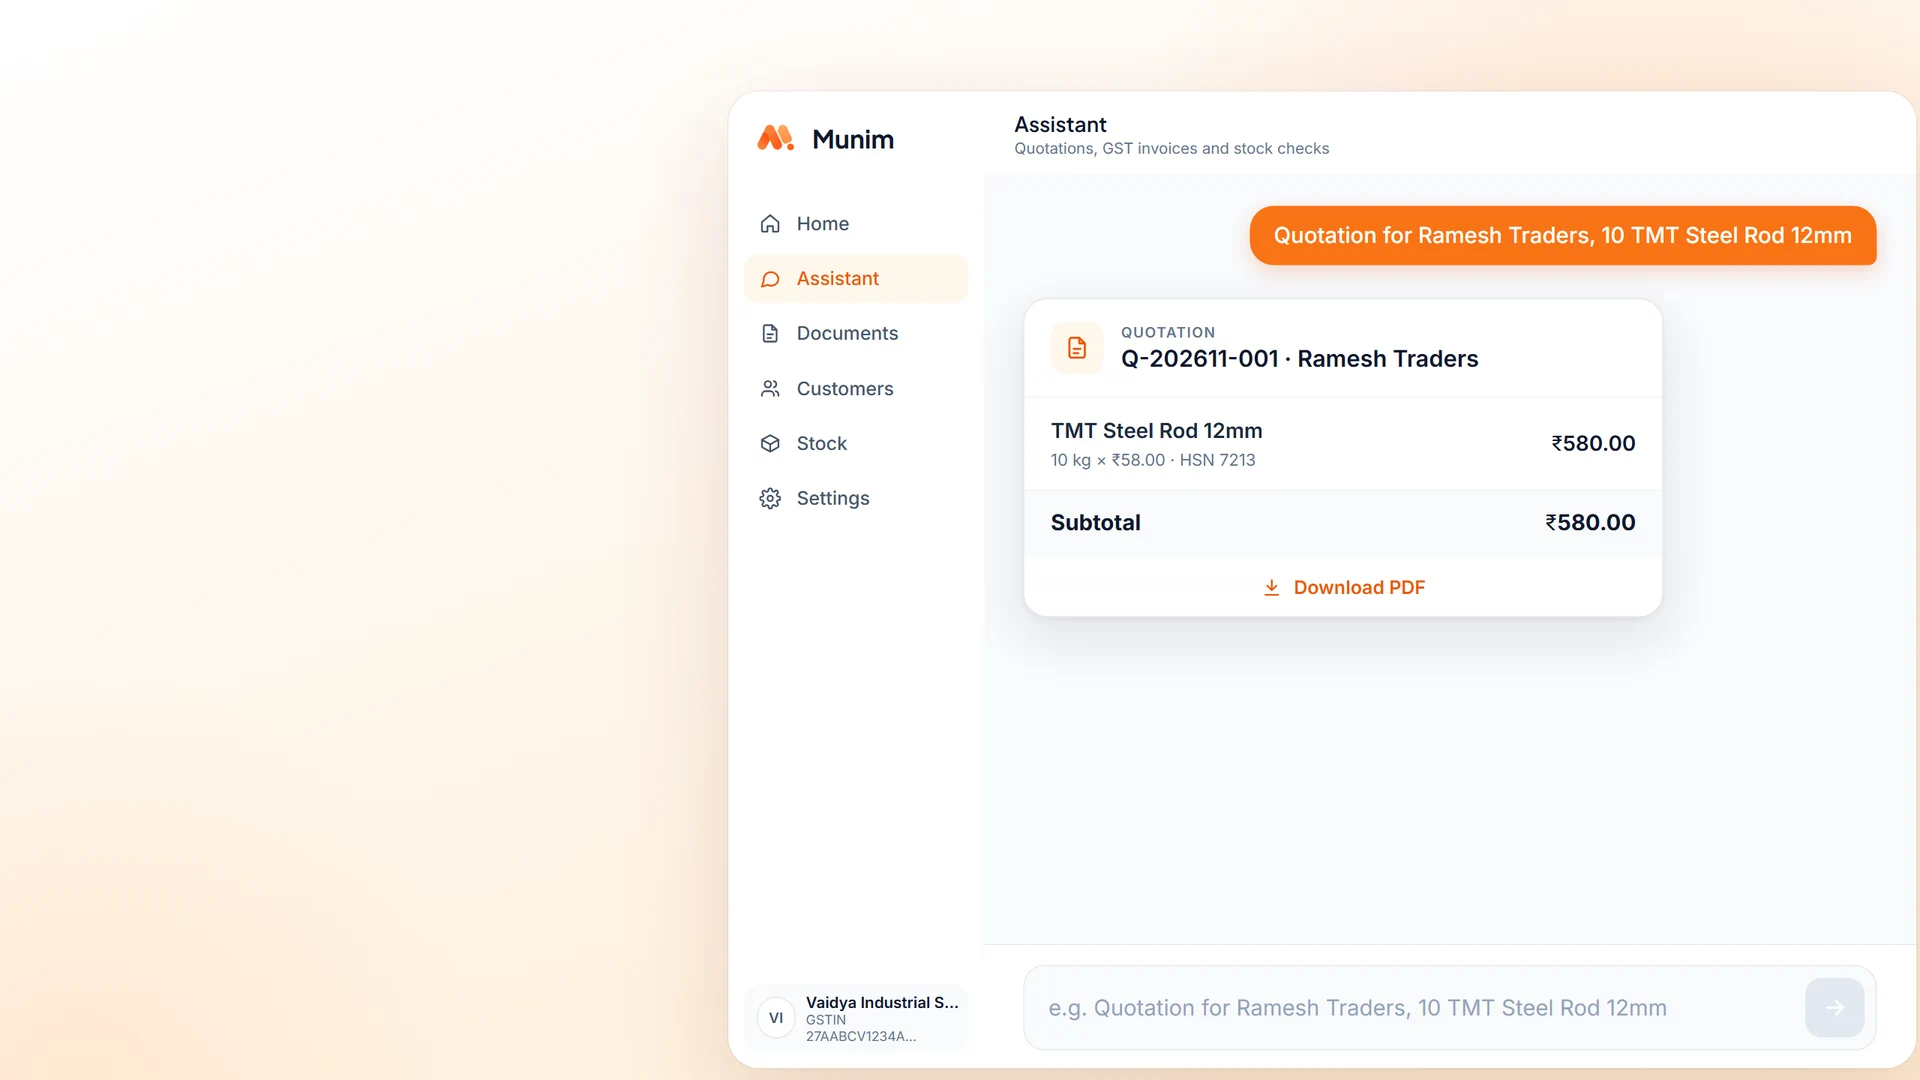 Munim
Home
Assistant
Documents
Customers
Stock
Settings
Vaidya Industrial S...
GSTIN
27AABCV1234A...
VI
Assistant
Quotations, GST invoices and stock checks
Quotation for Ramesh Traders, 10 TMT Steel Rod 12mm
QUOTATION
Q-202611-001 · Ramesh Traders
TMT Steel Rod 12mm
10 kg × ₹58.00 · HSN 7213
₹580.00
Subtotal ₹580.00
Download PDF
e.g. Quotation for Ramesh Traders, 10 TMT Steel Rod 12mm